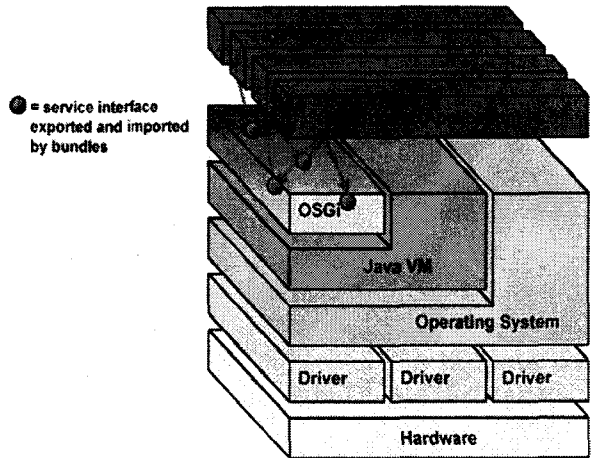 = service interface
exported and imported
by bundles
OSGi
Java VM
Operating System
Driver Driver Driver
Hardware